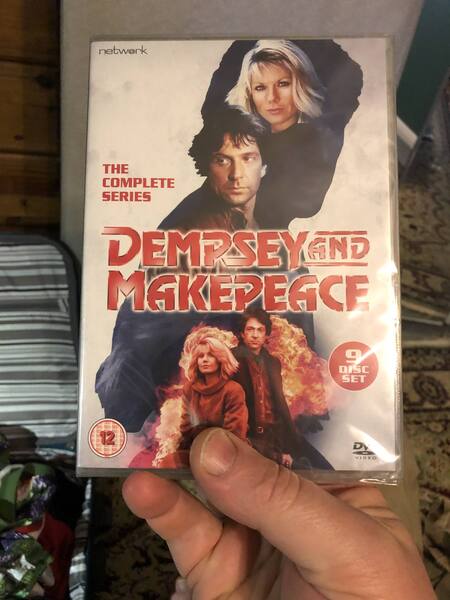 network
THE
COMPLETE
SERIES
DEMPSEY AND
MAKEPEACE
9
DISC
SET
12
DVD
VIDEO